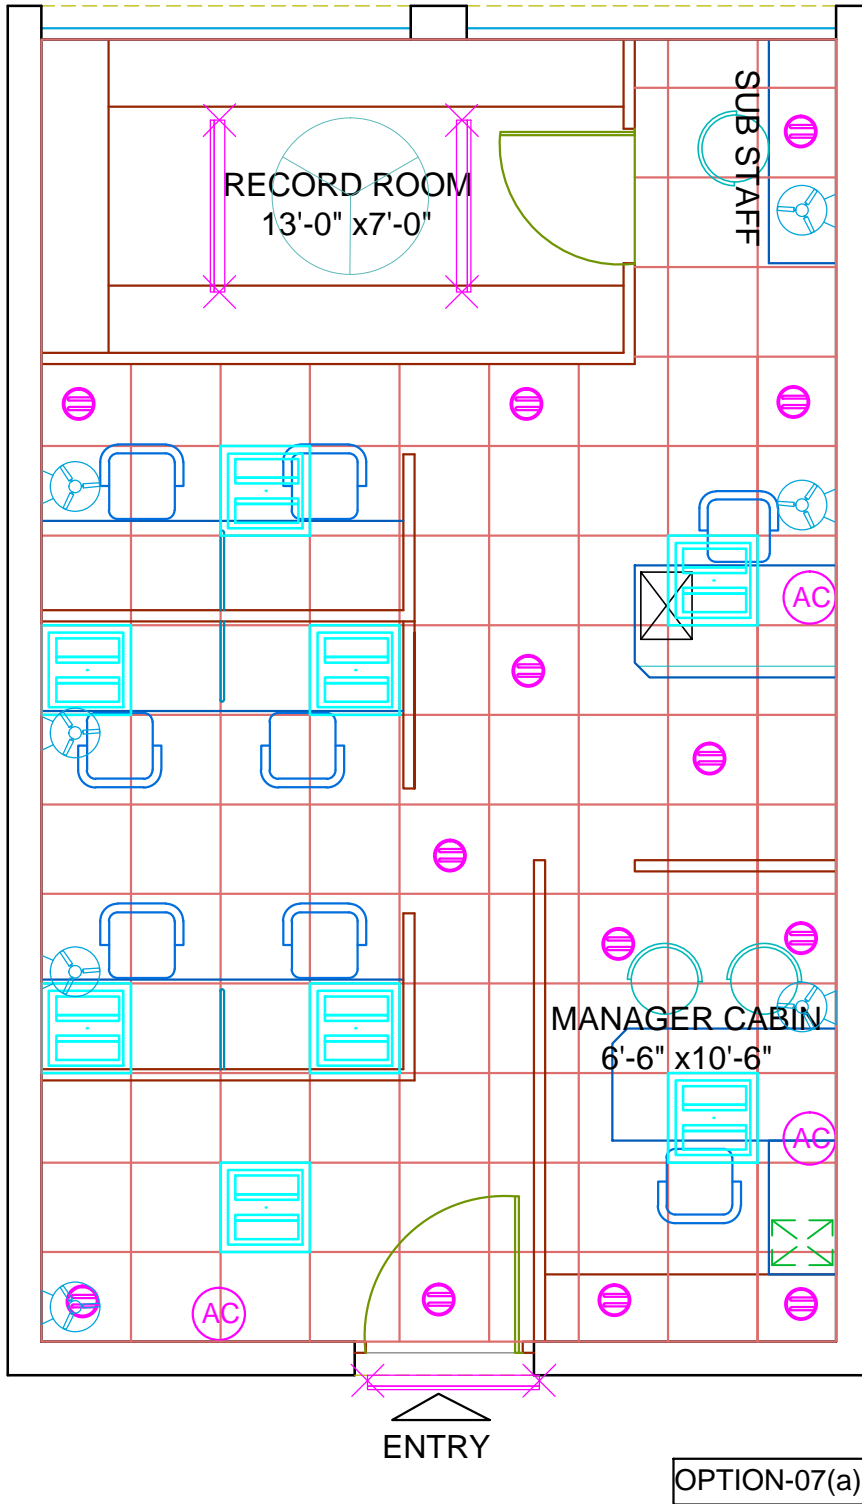 SUB STAFF
RECORD ROOM
13'-0" x7'-0"
AC
MANAGER CABIN
6'-6" x10'-6"
AC
AC
ENTRY
OPTION-07(a)